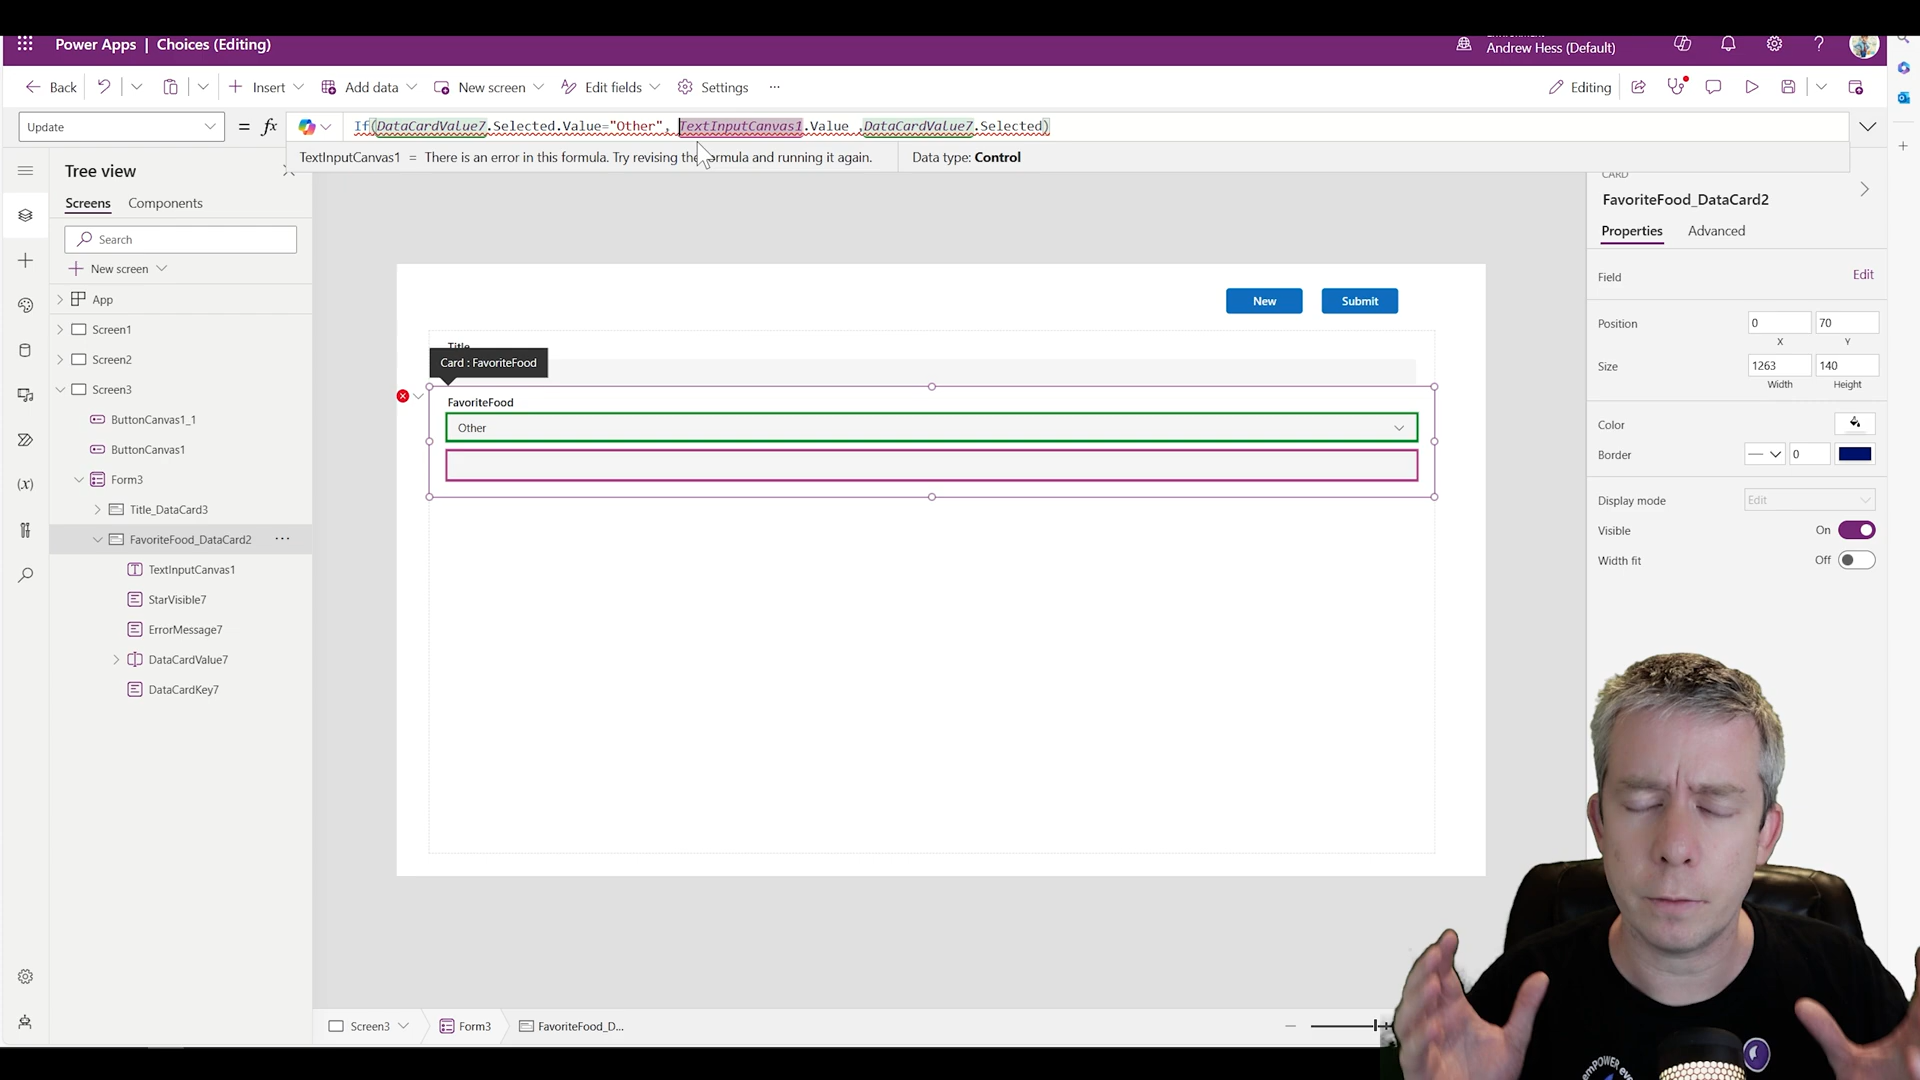 Power Apps | Choices (Editing)
Andrew Hess (Default)
Back
Insert
Add data
New screen
Edit fields
Settings
...
Editing
Update
= fx
If(DataCardValue7.Selected.Value="Other", TextInputCanvas1.Value ,DataCardValue7.Selected)
TextInputCanvas1 = There is an error in this formula. Try revising the formula and running it again.
Data type: Control
Tree view
Screens
Components
Search
New screen
App
Screen1
Screen2
Screen3
ButtonCanvas1_1
ButtonCanvas1
Form3
Title_DataCard3
FavoriteFood_DataCard2
...
TextInputCanvas1
StarVisible7
ErrorMessage7
DataCardValue7
DataCardKey7
New
Submit
Title
Card : FavoriteFood
FavoriteFood
Other
CARD
FavoriteFood_DataCard2
Properties
Advanced
Field
Edit
Position
0
70
X
Y
Size
1263
140
Width
Height
Color
Border
0
Display mode
Edit
Visible
On
Width fit
Off
Screen3
Form3
FavoriteFood_D...